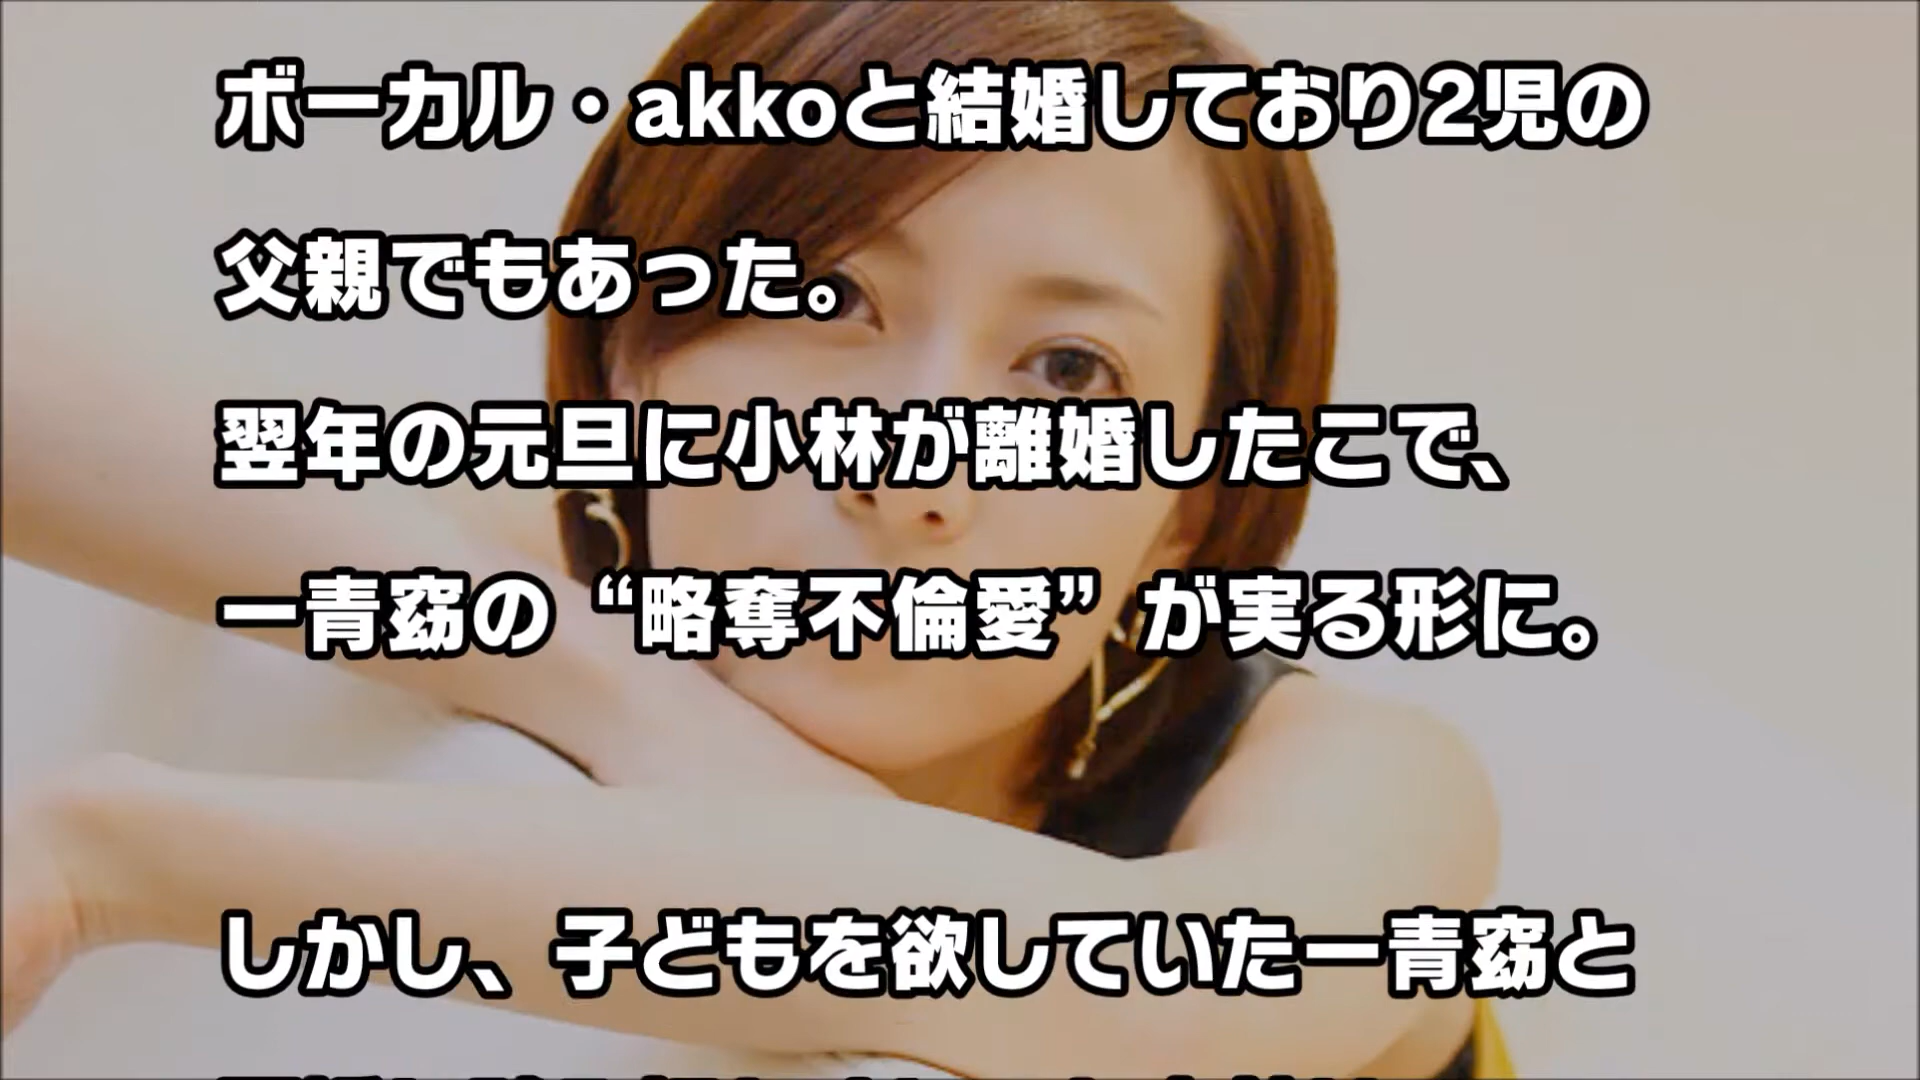 ボーカル・akkoと結婚しており2児の
父親でもあった。
翌年の元旦に小林が離婚したこで、
一青窈の“略奪不倫愛”が実る形に。
しかし、子どもを欲していた一青窈と